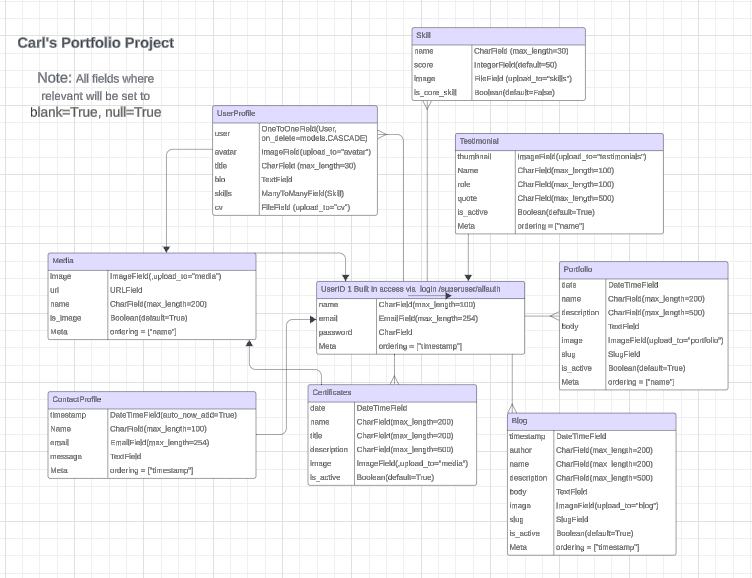 Carl's Portfolio Project
Note: All fields where
relevant will be set to
blank=True, null=True
Skill
name CharField (max_length=30)
score IntegerField(default=50)
image FileField (upload_to="skills")
is_core_skill Boolean(default=False)
UserProfile
user OneToOneField(User,
on_delete=models.CASCADE)
avatar ImageField(upload_to="avatar")
title CharField (max_length=30)
bio TextField
skills ManyToManyField(Skill)
cv FileField (upload_to="cv")
Testimonial
thumbnail ImageField(upload_to="testimonials")
Name CharField(max_length=100)
role CharField(max_length=100)
quote CharField(max_length=500)
is_active Boolean(default=True)
Meta ordering = ["name"]
Media
image ImageField(,upload_to="media")
url URLField
name CharField(max_length=200)
is_image Boolean(default=True)
Meta ordering = ["name"]
UserID 1 Built in access via login /superuser/allauth
name CharField(max_length=100)
email EmailField(max_length=254)
password CharField
Meta ordering = ["timestamp"]
Portfolio
date DateTimeField
name CharField(max_length=200)
description CharField(max_length=500)
body TextField
image ImageField(upload_to="portfolio")
slug SlugField
is_active Boolean(default=True)
Meta ordering = ["name"]
ContactProfile
timestamp DateTimeField(auto_now_add=True)
Name CharField(max_length=100)
email EmailField(max_length=254)
message TextField
Meta ordering = ["timestamp"]
Certificates
date DateTimeField
name CharField(max_length=200)
title CharField(max_length=200)
description CharField(max_length=500)
image ImageField(,upload_to="media")
is_active Boolean(default=True)
Blog
timestamp DateTimeField
author CharField(max_length=200)
name CharField(max_length=200)
description CharField(max_length=500)
body TextField
image ImageField(upload_to="blog")
slug SlugField
is_active Boolean(default=True)
Meta ordering = ["timestamp"]